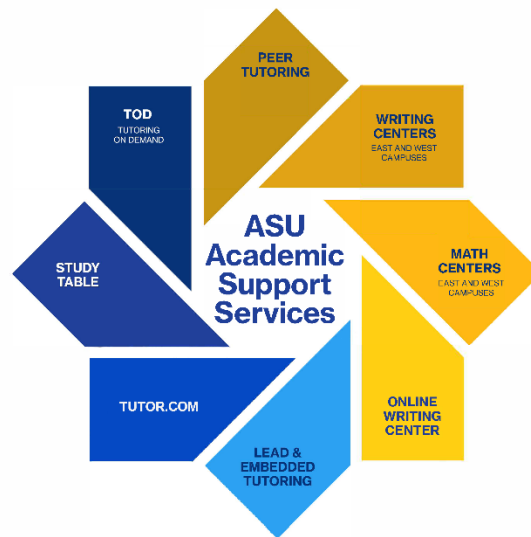 PEER
TUTORING
WRITING
CENTERS
EAST AND WEST
CAMPUSES
MATH
CENTERS
EAST AND WEST
CAMPUSES
ONLINE
WRITING
CENTER
LEAD &
EMBEDDED
TUTORING
TUTOR.COM
STUDY
TABLE
TOD
TUTORING
ON DEMAND
ASU
Academic
Support
Services